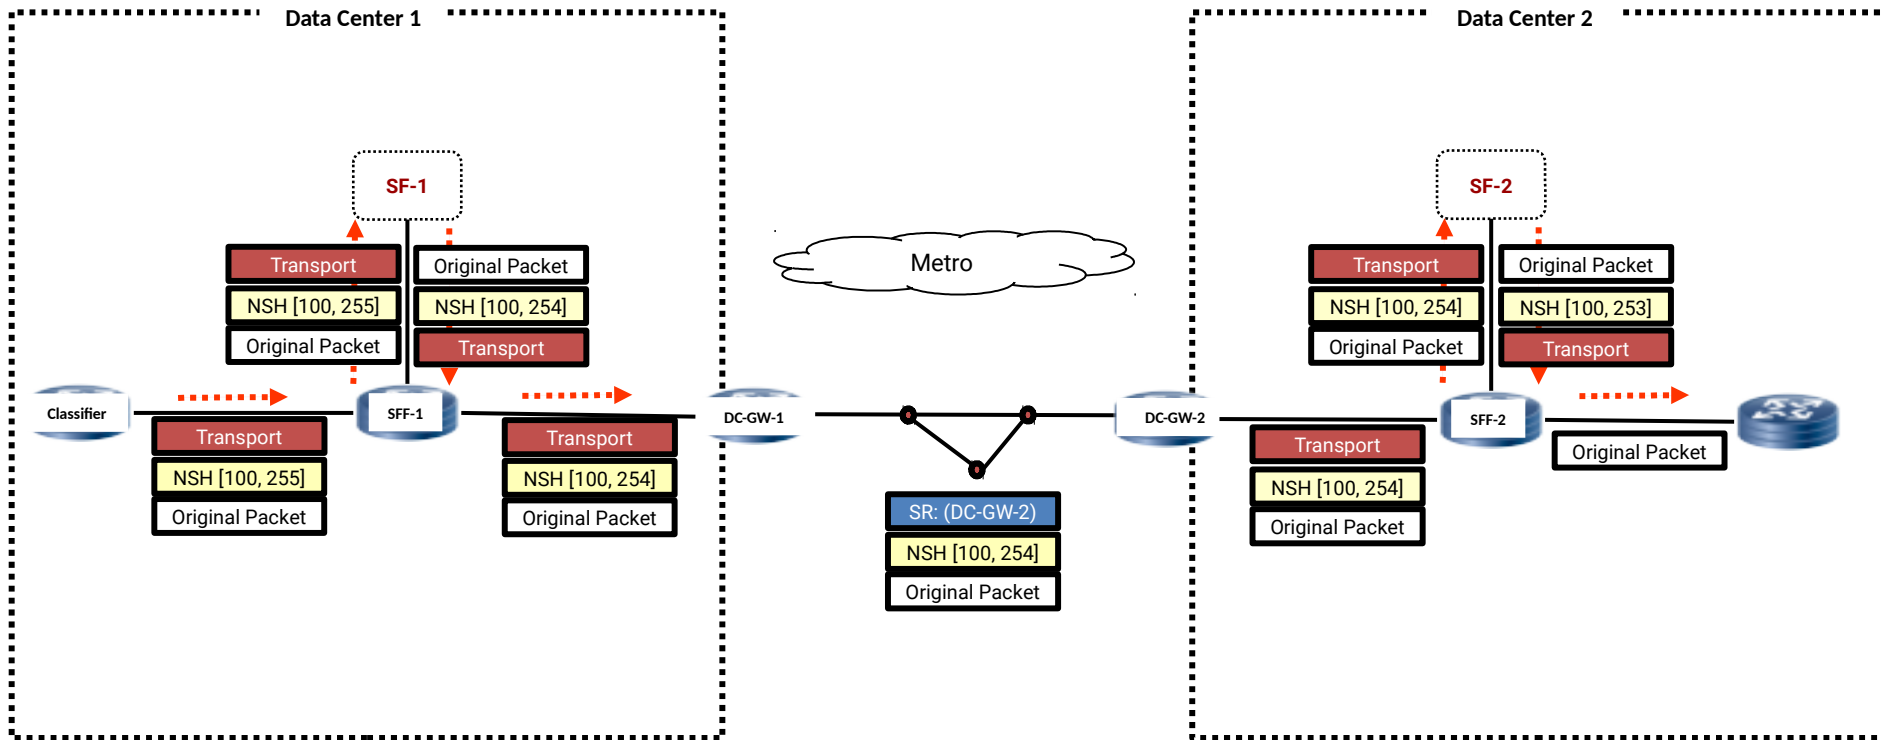 Data Center 1
Data Center 2
SF-1
SF-2
Transport
NSH [100, 255]
Original Packet
Original Packet
NSH [100, 254]
Transport
Metro
Transport
NSH [100, 254]
Original Packet
Original Packet
NSH [100, 253]
Transport
Classifier
SFF-1
DC-GW-1
DC-GW-2
SFF-2
Transport
NSH [100, 255]
Original Packet
Transport
NSH [100, 254]
Original Packet
SR: (DC-GW-2)
NSH [100, 254]
Original Packet
Transport
NSH [100, 254]
Original Packet
Original Packet